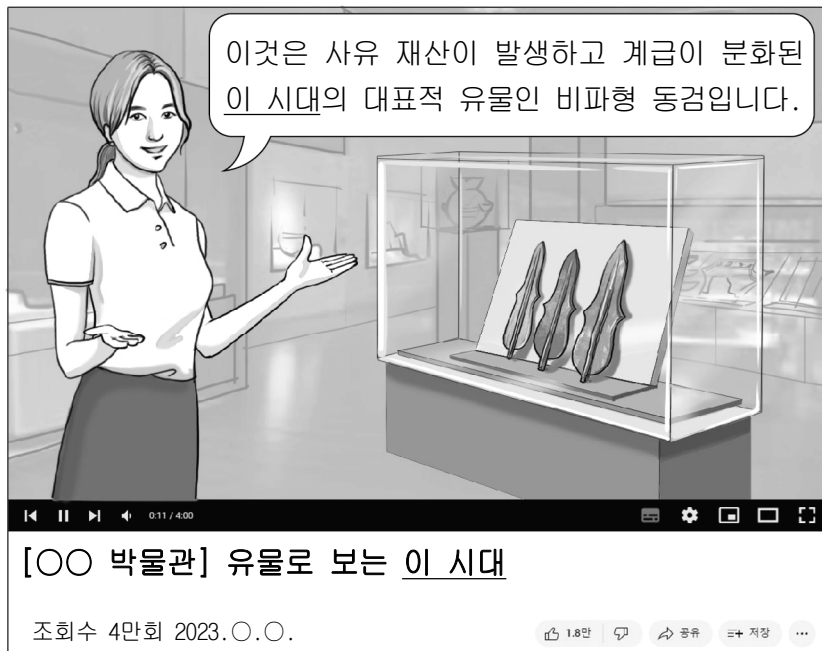 이것은 사유 재산이 발생하고 계급이 분화된
이 시대의 대표적 유물인 비파형 동검입니다.
0:11 / 4:00
[○○ 박물관] 유물로 보는 이 시대
조회수 4만회 2023.○.○.
1.8만
공유
저장